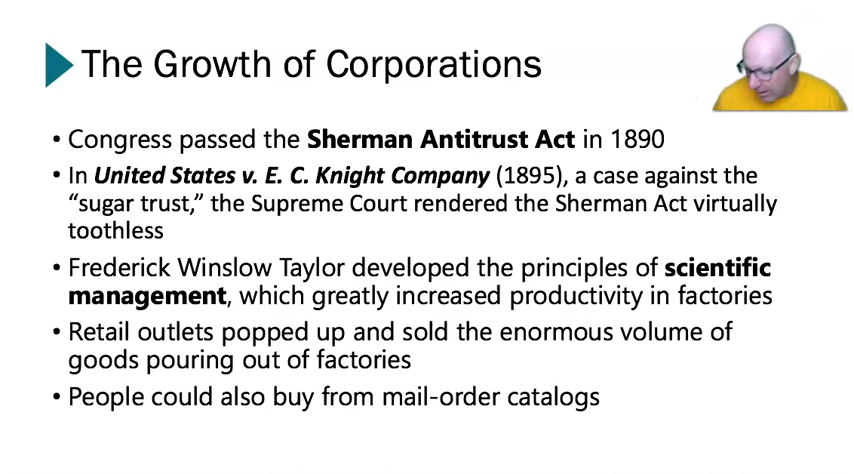 The Growth of Corporations
• Congress passed the Sherman Antitrust Act in 1890
• In United States v. E. C. Knight Company (1895), a case against the
“sugar trust,” the Supreme Court rendered the Sherman Act virtually
toothless
• Frederick Winslow Taylor developed the principles of scientific
management, which greatly increased productivity in factories
• Retail outlets popped up and sold the enormous volume of
goods pouring out of factories
• People could also buy from mail-order catalogs